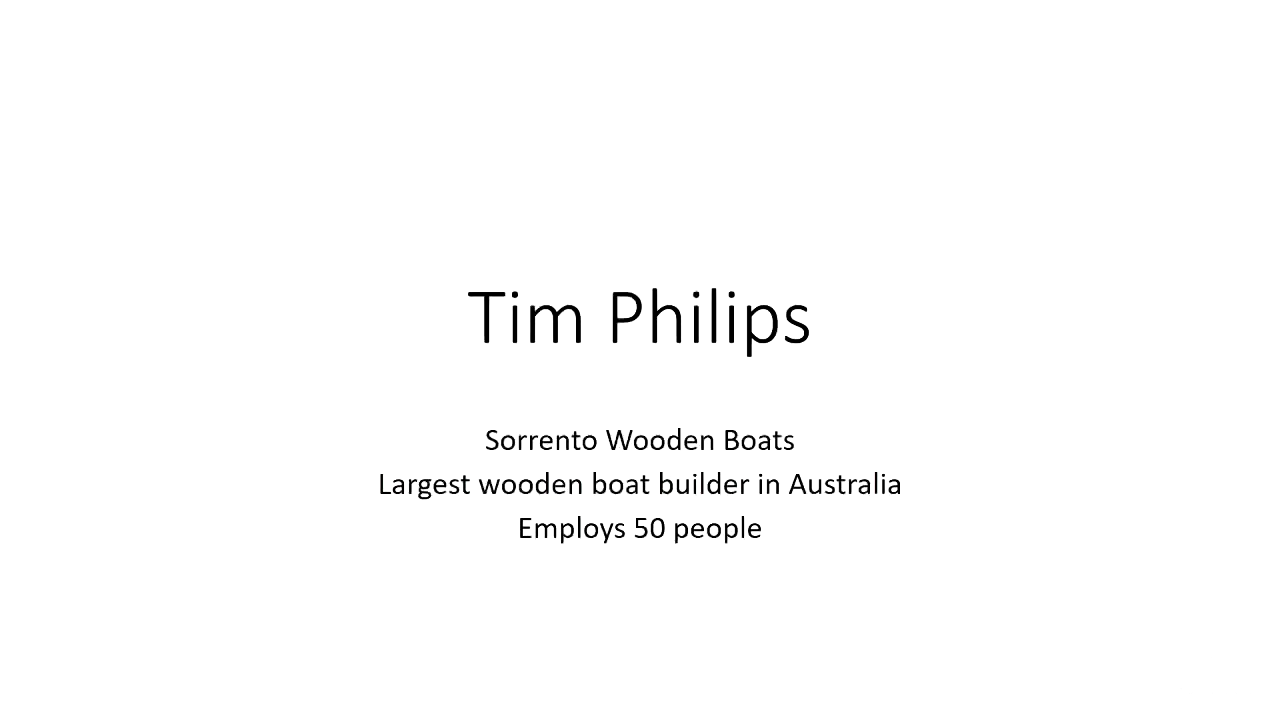 Tim Philips
Sorrento Wooden Boats
Largest wooden boat builder in Australia
Employs 50 people